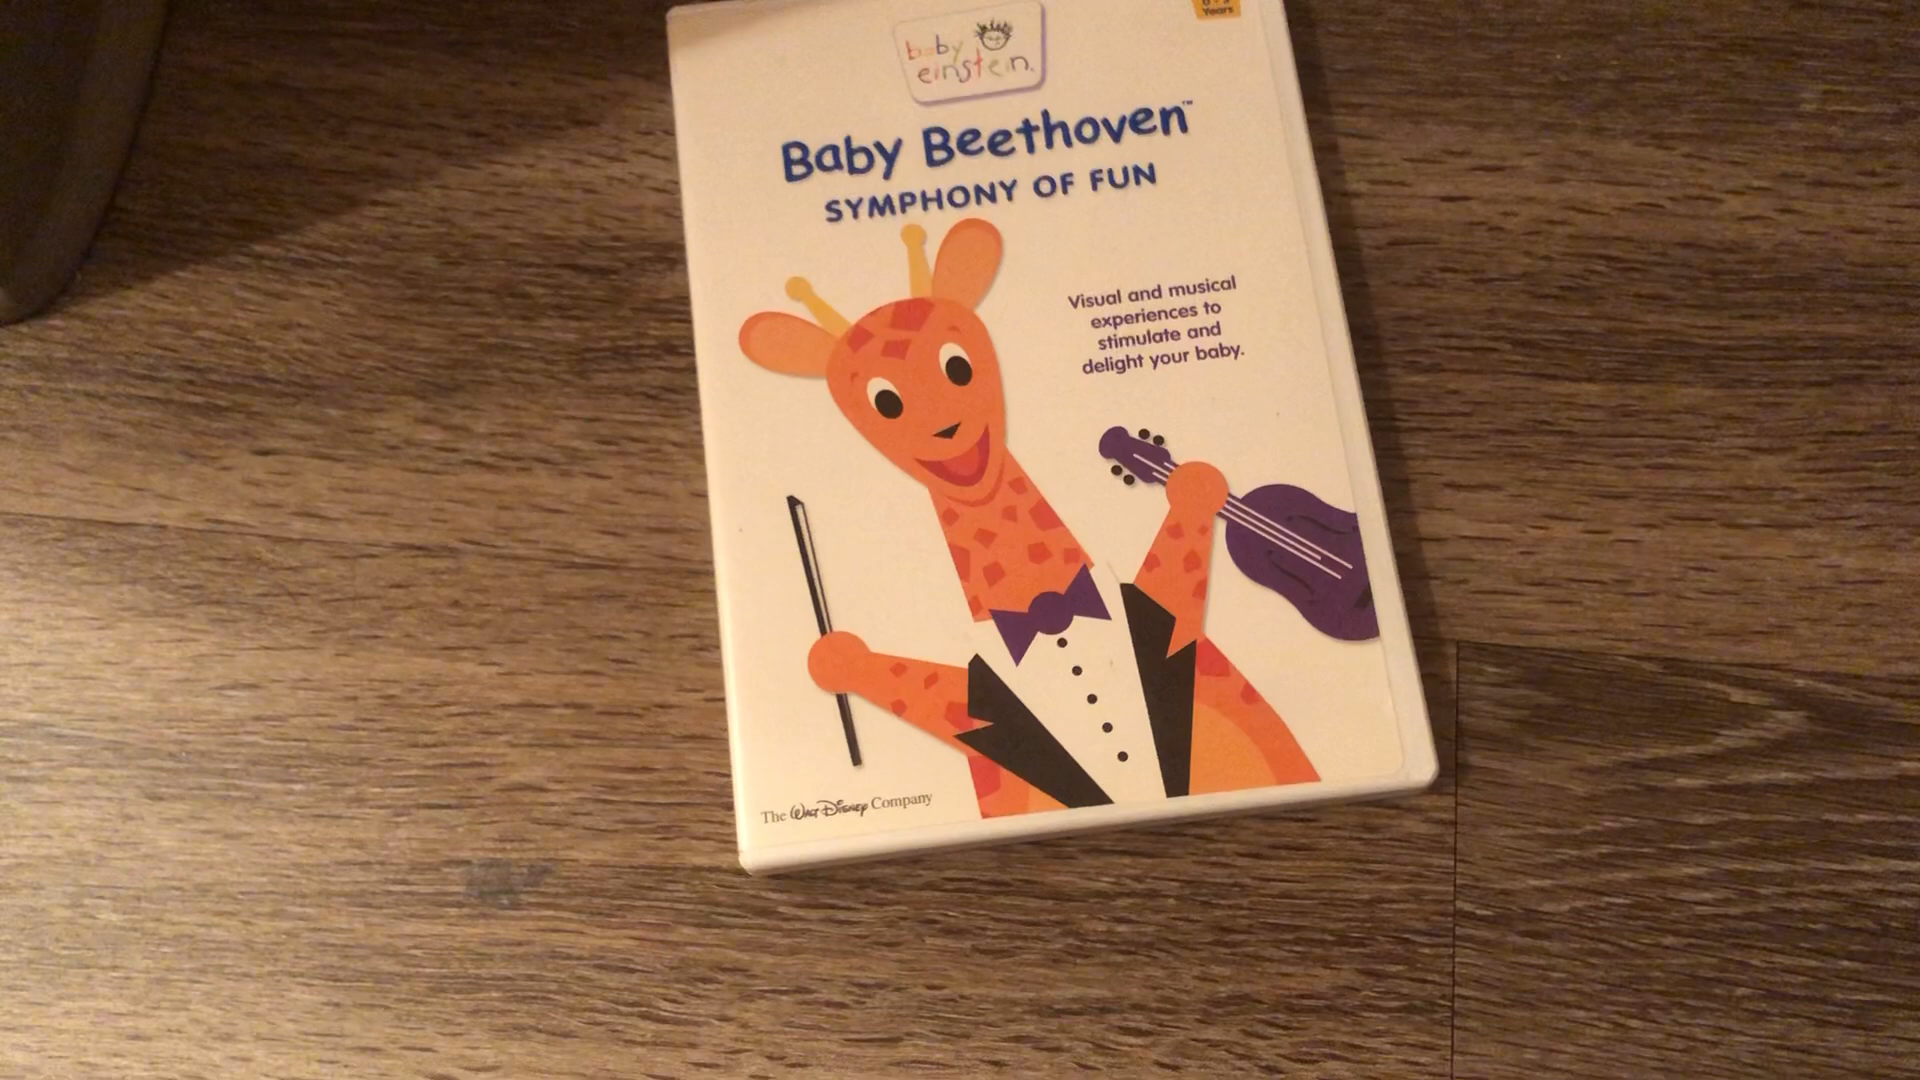 baby
einstein.
Years
Baby Beethoven™
SYMPHONY OF FUN
Visual and musical
experiences to
stimulate and
delight your baby.
The Walt Disney Company